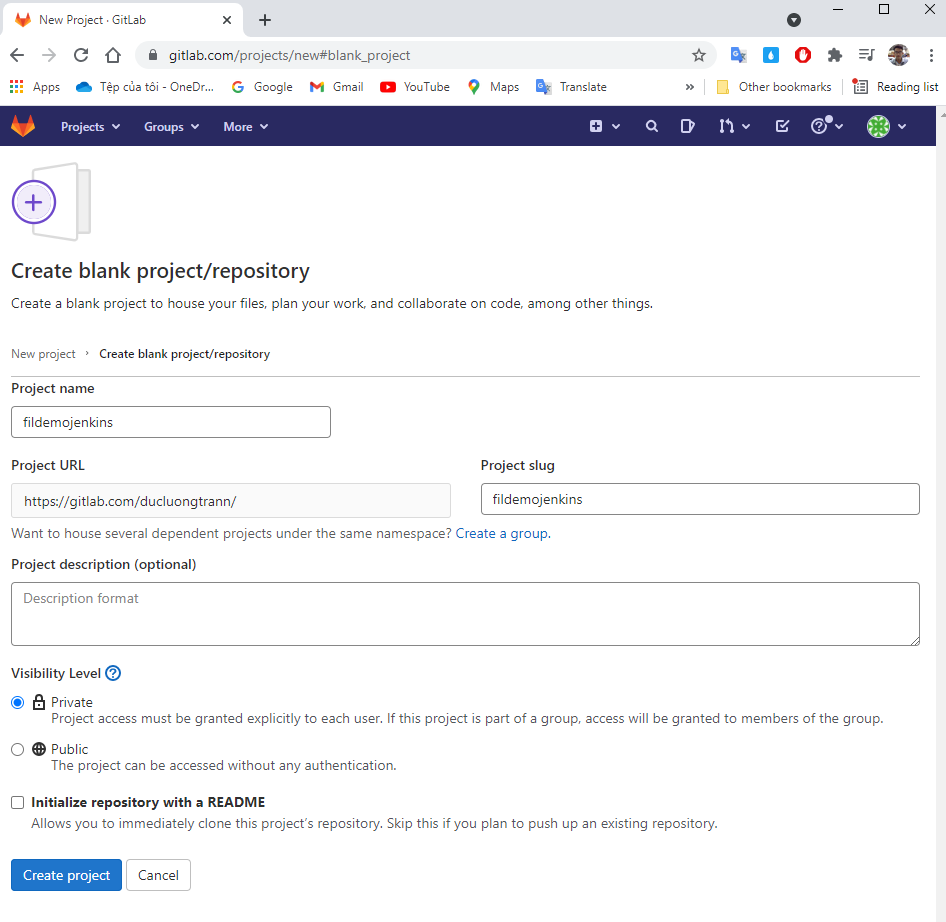 New Project · GitLab
gitlab.com/projects/new#blank_project
Apps Tệp của tôi - OneDr... Google Gmail YouTube Maps Translate » Other bookmarks Reading list
Projects Groups More
Create blank project/repository
Create a blank project to house your files, plan your work, and collaborate on code, among other things.
New project › Create blank project/repository
Project name
fildemojenkins
Project URL Project slug
https://gitlab.com/ducluongtrann/ fildemojenkins
Want to house several dependent projects under the same namespace? Create a group.
Project description (optional)
Description format
Visibility Level
Private
Project access must be granted explicitly to each user. If this project is part of a group, access will be granted to members of the group.
Public
The project can be accessed without any authentication.
Initialize repository with a README
Allows you to immediately clone this project’s repository. Skip this if you plan to push up an existing repository.
Create project Cancel